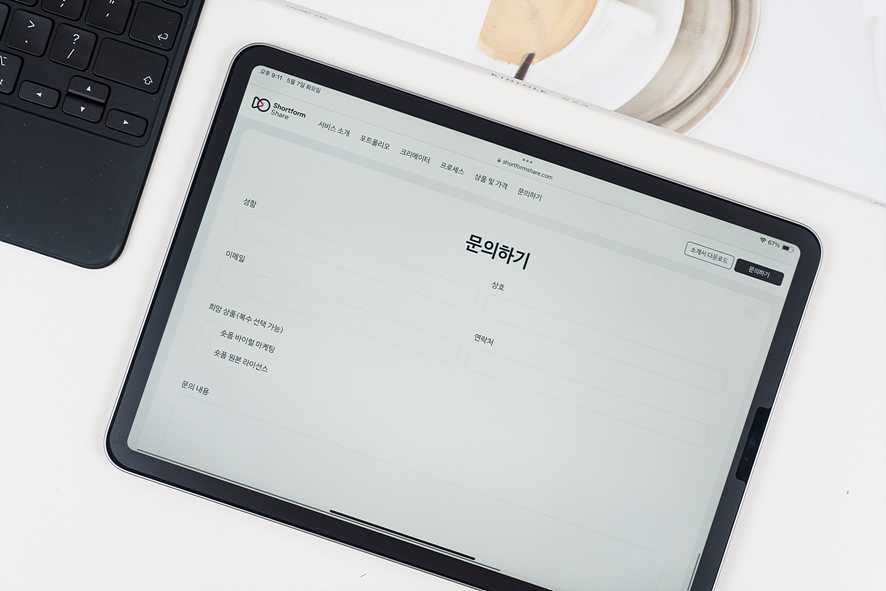 오후 9:11 5월 7일 화요일
shortformshare.com
67%
Shortform
Share
서비스 소개 포트폴리오 크리에이터 프로세스 상품 및 가격 문의하기
소개서 다운로드 문의하기
문의하기
성함
상호
이메일
연락처
희망 상품(복수 선택 가능)
숏폼 바이럴 마케팅
숏폼 원본 라이선스
문의 내용
>
.
?
/